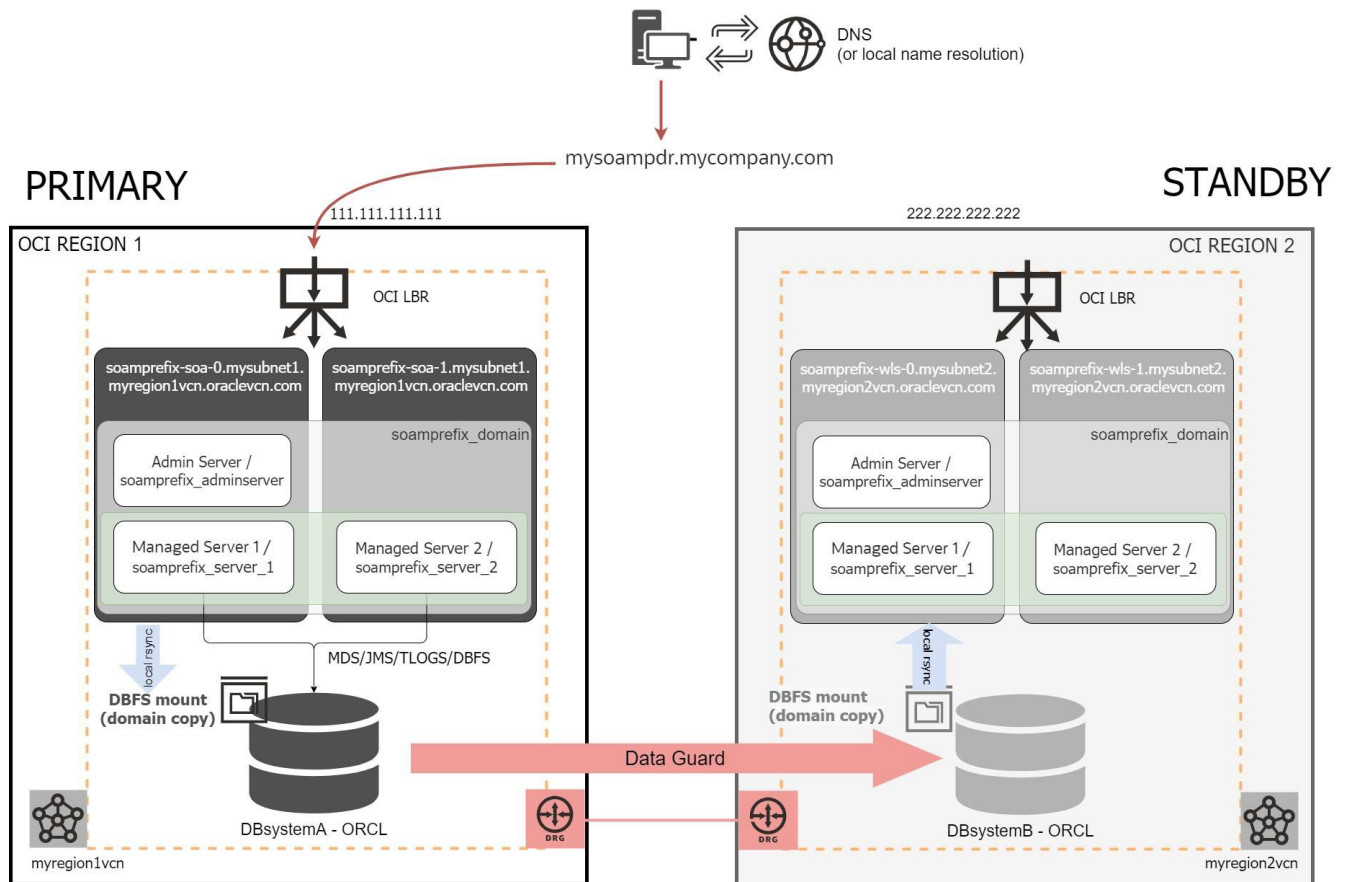 DNS
(or local name resolution)
mysoampdr.mycompany.com
PRIMARY
STANDBY
111.111.111.111
222.222.222.222
OCI REGION 1
OCI LBR
soamprefix-soa-0.mysubnet1.
myregion1vcn.oraclevcn.com
soamprefix-soa-1.mysubnet1.
myregion1vcn.oraclevcn.com
soamprefix_domain
Admin Server /
soamprefix_adminserver
Managed Server 1 /
soamprefix_server_1
Managed Server 2 /
soamprefix_server_2
local rsync
MDS/JMS/TLOGS/DBFS
DBFS mount
(domain copy)
DBsystemA - ORCL
myregion1vcn
DRG
Data Guard
OCI REGION 2
OCI LBR
soamprefix-wls-0.mysubnet2.
myregion2vcn.oraclevcn.com
soamprefix-wls-1.mysubnet2.
myregion2vcn.oraclevcn.com
soamprefix_domain
Admin Server /
soamprefix_adminserver
Managed Server 1 /
soamprefix_server_1
Managed Server 2 /
soamprefix_server_2
local rsync
DBFS mount
(domain copy)
DBsystemB - ORCL
DRG
myregion2vcn